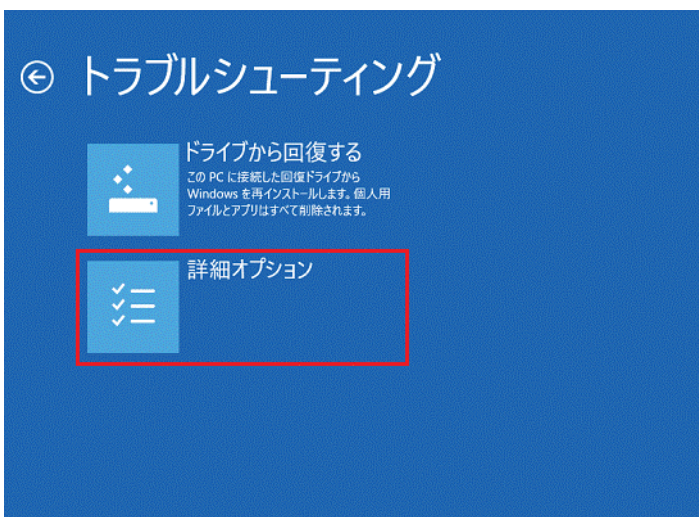 トラブルシューティング
ドライブから回復する
この PC に接続した回復ドライブから
Windows を再インストールします。個人用
ファイルとアプリはすべて削除されます。
詳細オプション